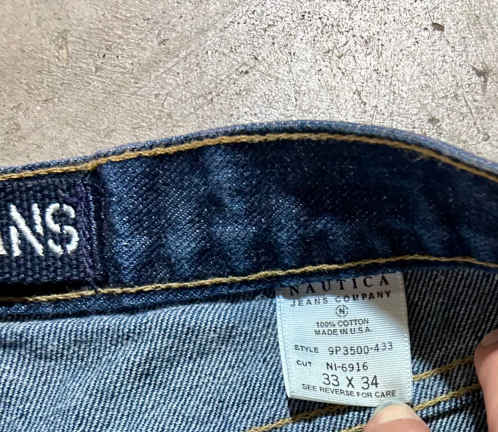 ANS
NAUTICA
JEANS COMPANY
N
100% COTTON
MADE IN U.S.A.
STYLE 9P3500-433
CUT NI-6916
33 X 34
SEE REVERSE FOR CARE